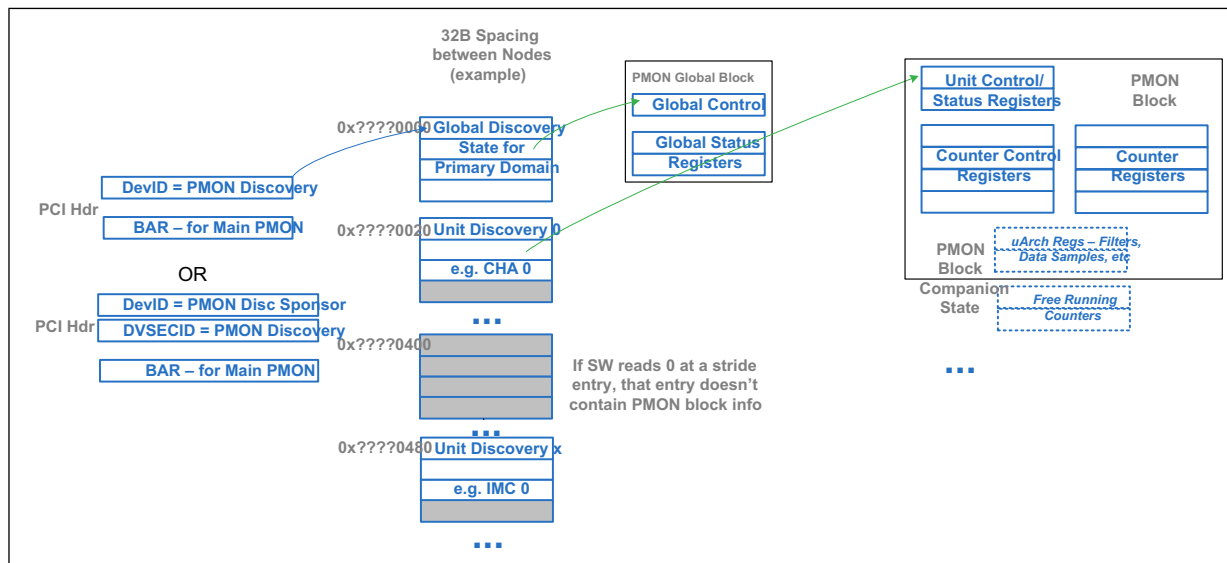 32B Spacing
between Nodes
(example)
PCI Hdr
DevID = PMON Discovery
BAR – for Main PMON
OR
PCI Hdr
DevID = PMON Disc Sponsor
DVSECID = PMON Discovery
BAR – for Main PMON
0x????0000
Global Discovery
State for
Primary Domain
0x????0020
Unit Discovery 0
e.g. CHA 0
...
0x????0400
...
0x????0480
Unit Discovery x
e.g. IMC 0
...
If SW reads 0 at a stride
entry, that entry doesn't
contain PMON block info
PMON Global Block
Global Control
Global Status
Registers
PMON
Block
Unit Control/
Status Registers
Counter Control
Registers
Counter
Registers
PMON
Block
Companion
State
uArch Regs – Filters,
Data Samples, etc
Free Running
Counters
...